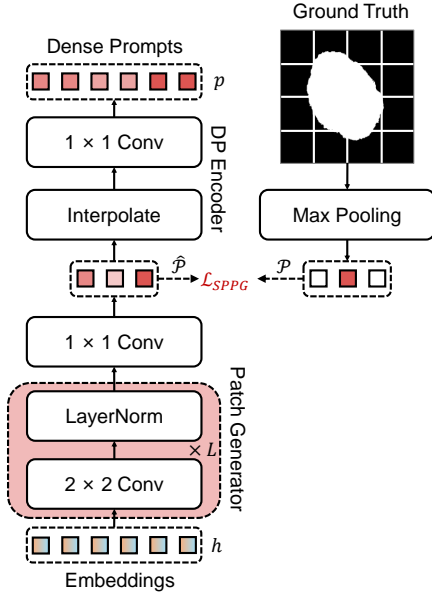 Ground Truth
Dense Prompts
p
1 × 1 Conv
DP Encoder
Interpolate
Max Pooling
𝒫̂
ℒ_SPPG
𝒫
1 × 1 Conv
Patch Generator
LayerNorm
× L
2 × 2 Conv
h
Embeddings